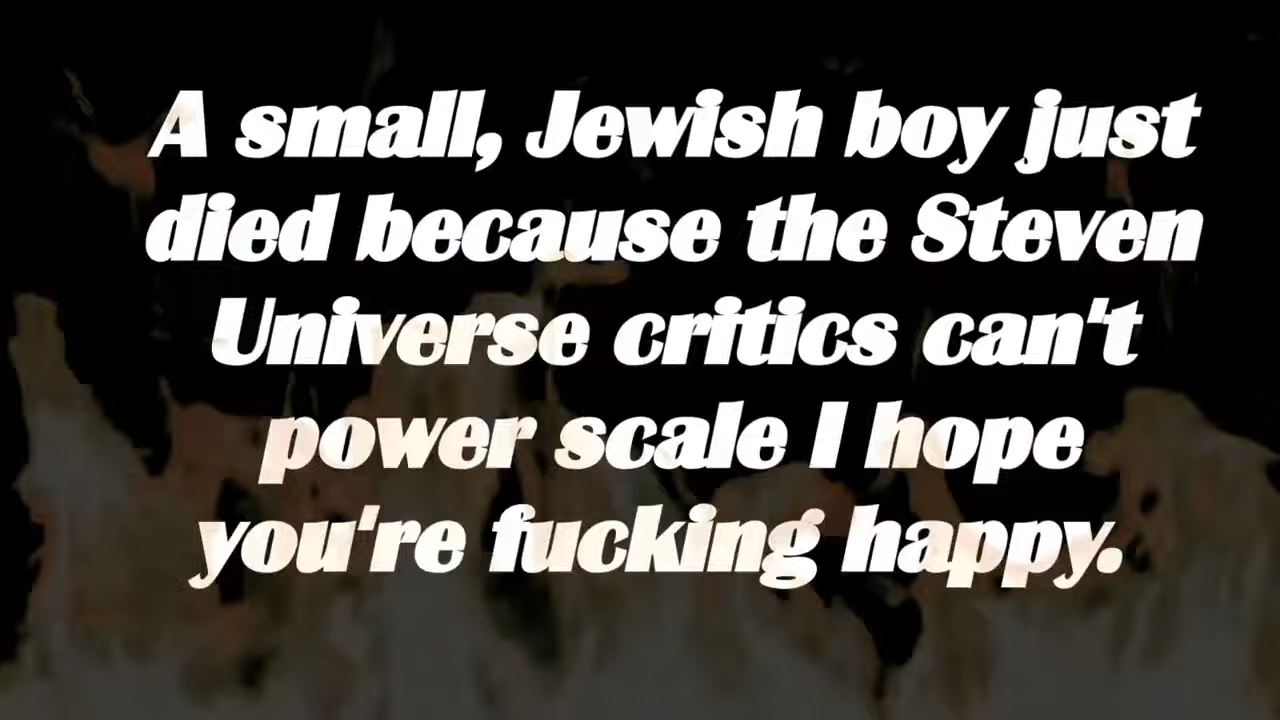 A small, Jewish boy just
died because the Steven
Universe critics can't
power scale I hope
you're fucking happy.